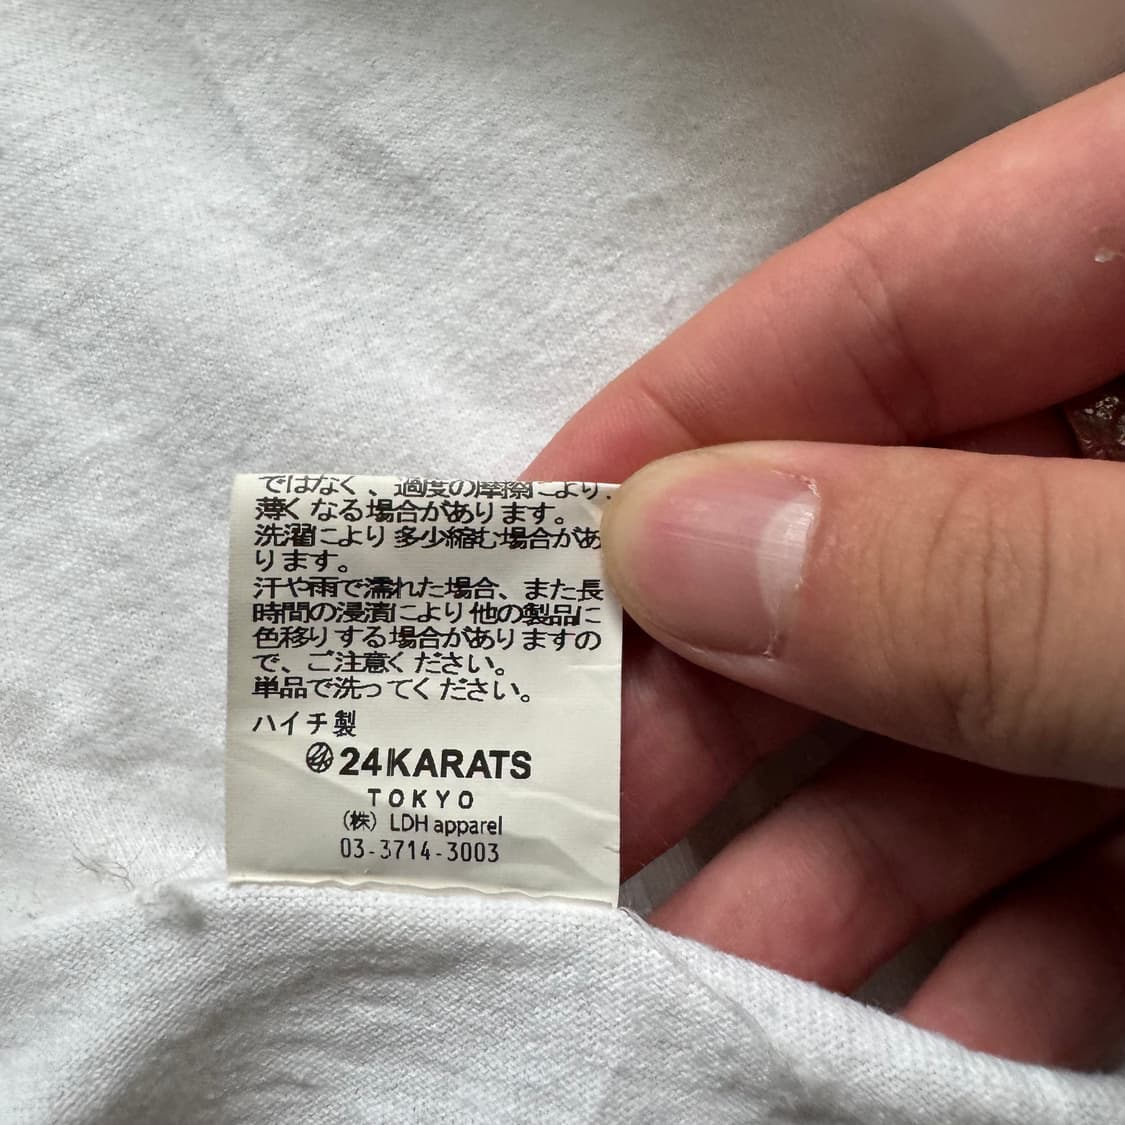 ではなく、過度の摩擦により、
薄くなる場合があります。
洗濯により多少縮む場合があ
ります。
汗や雨で濡れた場合、また長
時間の浸漬により他の製品に
色移りする場合がありますの
で、ご注意ください。
単品で洗ってください。
ハイチ製
24KARATS
TOKYO
(株) LDH apparel
03-3714-3003